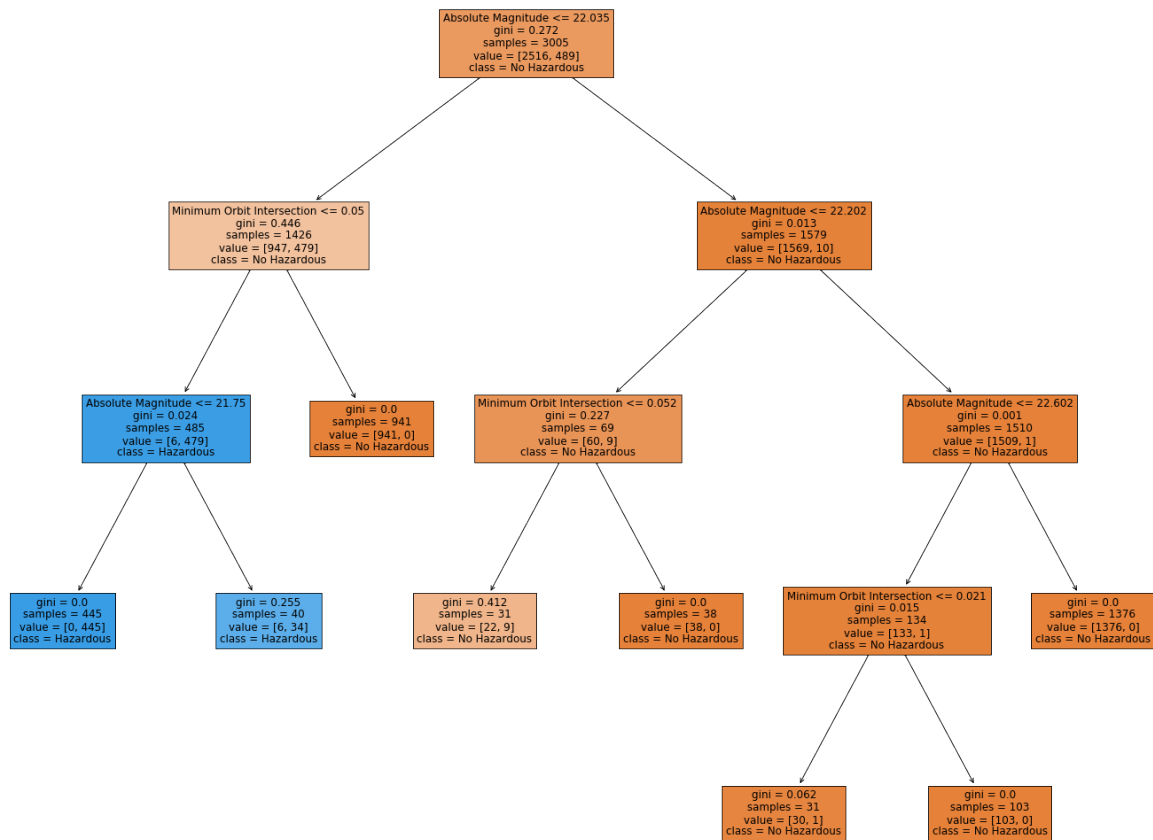 Absolute Magnitude <= 22.035
gini = 0.272
samples = 3005
value = [2516, 489]
class = No Hazardous
Minimum Orbit Intersection <= 0.05
gini = 0.446
samples = 1426
value = [947, 479]
class = No Hazardous
Absolute Magnitude <= 22.202
gini = 0.013
samples = 1579
value = [1569, 10]
class = No Hazardous
Absolute Magnitude <= 21.75
gini = 0.024
samples = 485
value = [6, 479]
class = Hazardous
gini = 0.0
samples = 941
value = [941, 0]
class = No Hazardous
Minimum Orbit Intersection <= 0.052
gini = 0.227
samples = 69
value = [60, 9]
class = No Hazardous
Absolute Magnitude <= 22.602
gini = 0.001
samples = 1510
value = [1509, 1]
class = No Hazardous
gini = 0.0
samples = 445
value = [0, 445]
class = Hazardous
gini = 0.255
samples = 40
value = [6, 34]
class = Hazardous
gini = 0.412
samples = 31
value = [22, 9]
class = No Hazardous
gini = 0.0
samples = 38
value = [38, 0]
class = No Hazardous
Minimum Orbit Intersection <= 0.021
gini = 0.015
samples = 134
value = [133, 1]
class = No Hazardous
gini = 0.0
samples = 1376
value = [1376, 0]
class = No Hazardous
gini = 0.062
samples = 31
value = [30, 1]
class = No Hazardous
gini = 0.0
samples = 103
value = [103, 0]
class = No Hazardous